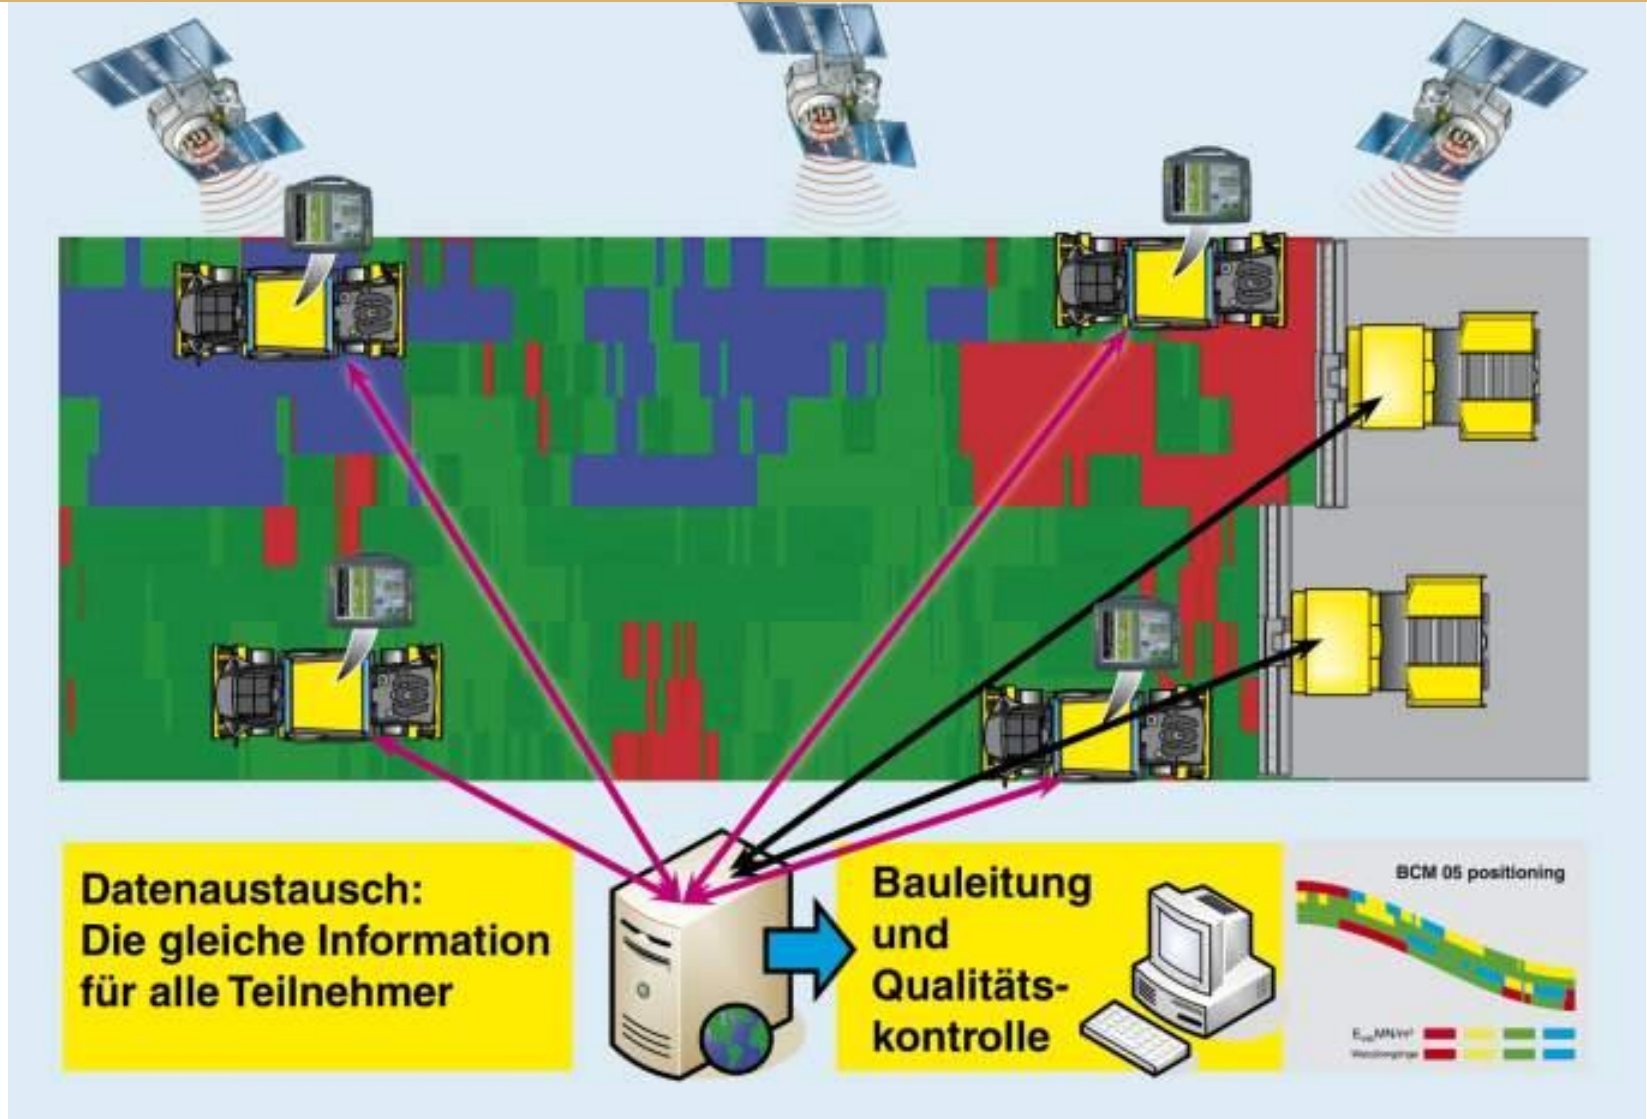 Datenaustausch:
Die gleiche Information
für alle Teilnehmer
Bauleitung
und
Qualitäts-
kontrolle
BCM 05 positioning